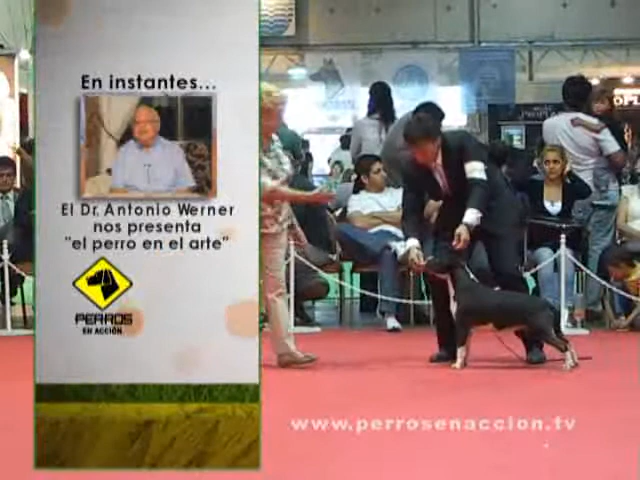 En instantes...
El Dr. Antonio Werner
nos presenta
"el perro en el arte"
PERROS
EN ACCIÓN
www.perrosenaccion.tv